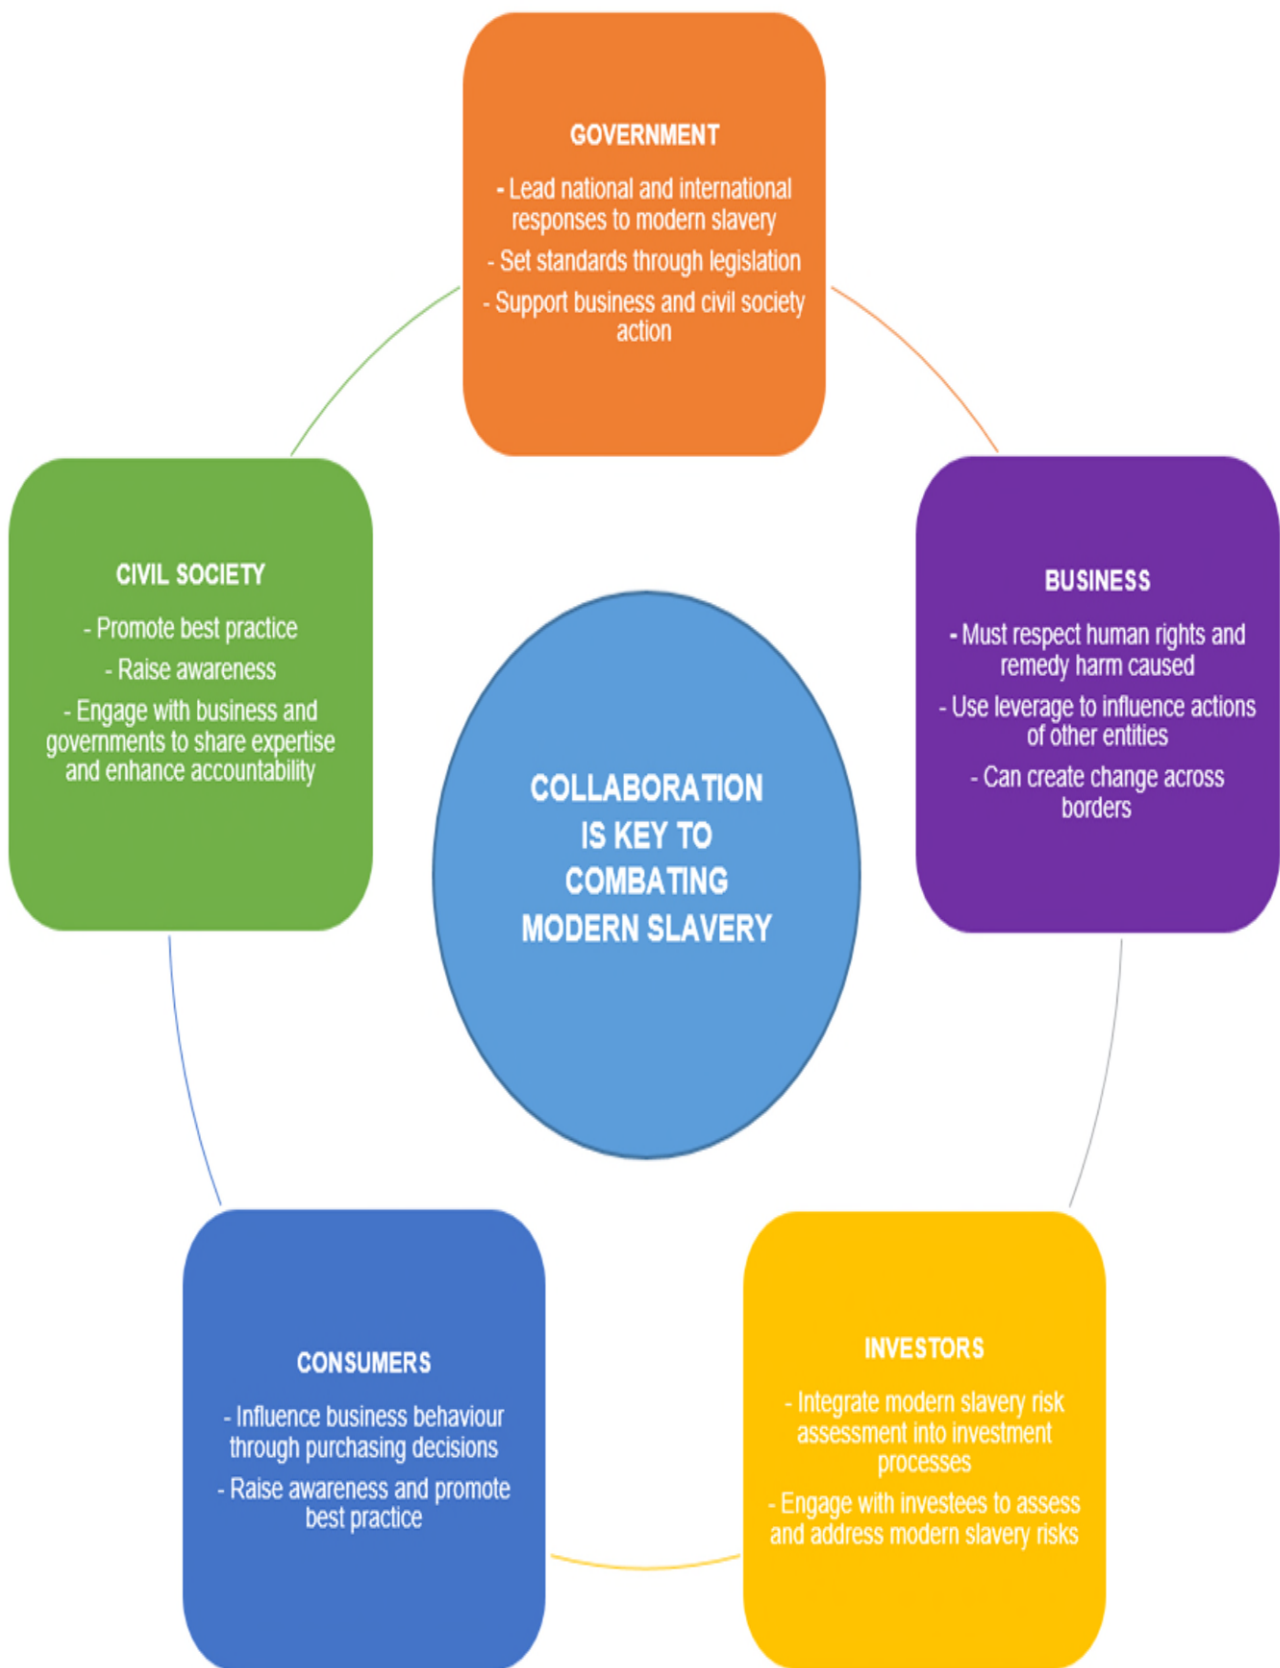 GOVERNMENT
- Lead national and international
responses to modern slavery
- Set standards through legislation
- Support business and civil society
action
CIVIL SOCIETY
- Promote best practice
- Raise awareness
- Engage with business and
governments to share expertise
and enhance accountability
BUSINESS
- Must respect human rights and
remedy harm caused
- Use leverage to influence actions
of other entities
- Can create change across
borders
COLLABORATION
IS KEY TO
COMBATING
MODERN SLAVERY
CONSUMERS
- Influence business behaviour
through purchasing decisions
- Raise awareness and promote
best practice
INVESTORS
- Integrate modern slavery risk
assessment into investment
processes
- Engage with investees to assess
and address modern slavery risks